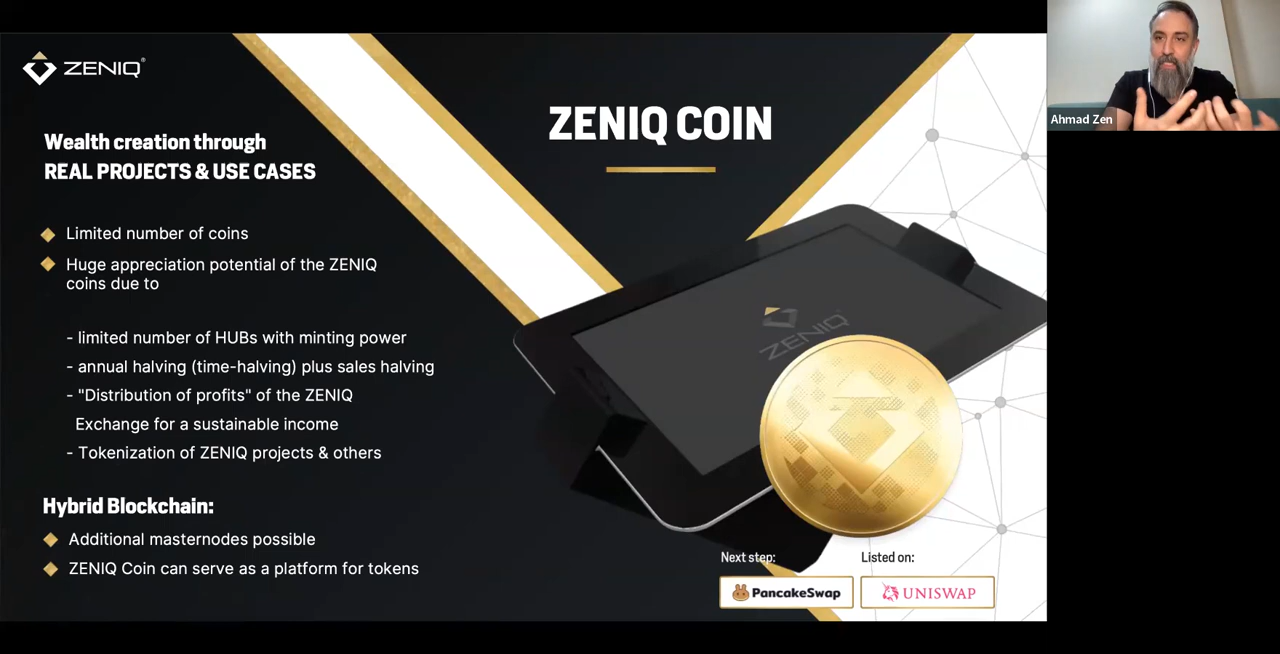 ZENIQ®
ZENIQ COIN
Wealth creation through
REAL PROJECTS & USE CASES
Limited number of coins
Huge appreciation potential of the ZENIQ
coins due to
- limited number of HUBs with minting power
- annual halving (time-halving) plus sales halving
- "Distribution of profits" of the ZENIQ
Exchange for a sustainable income
- Tokenization of ZENIQ projects & others
Hybrid Blockchain:
Additional masternodes possible
ZENIQ Coin can serve as a platform for tokens
ZENIQ
Next step:
Listed on:
PancakeSwap
UNISWAP
Ahmad Zen